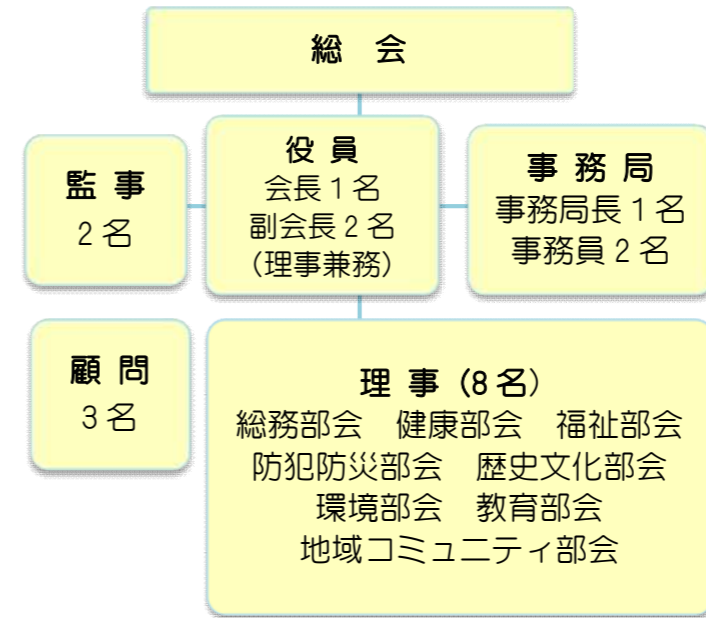 総　会
監 事
2名
役 員
会長1名
副会長2名
(理事兼務)
事 務 局
事務局長1名
事務員2名
顧 問
3名
理 事 (8名)
総務部会　健康部会　福祉部会
防犯防災部会　歴史文化部会
環境部会　教育部会
地域コミュニティ部会